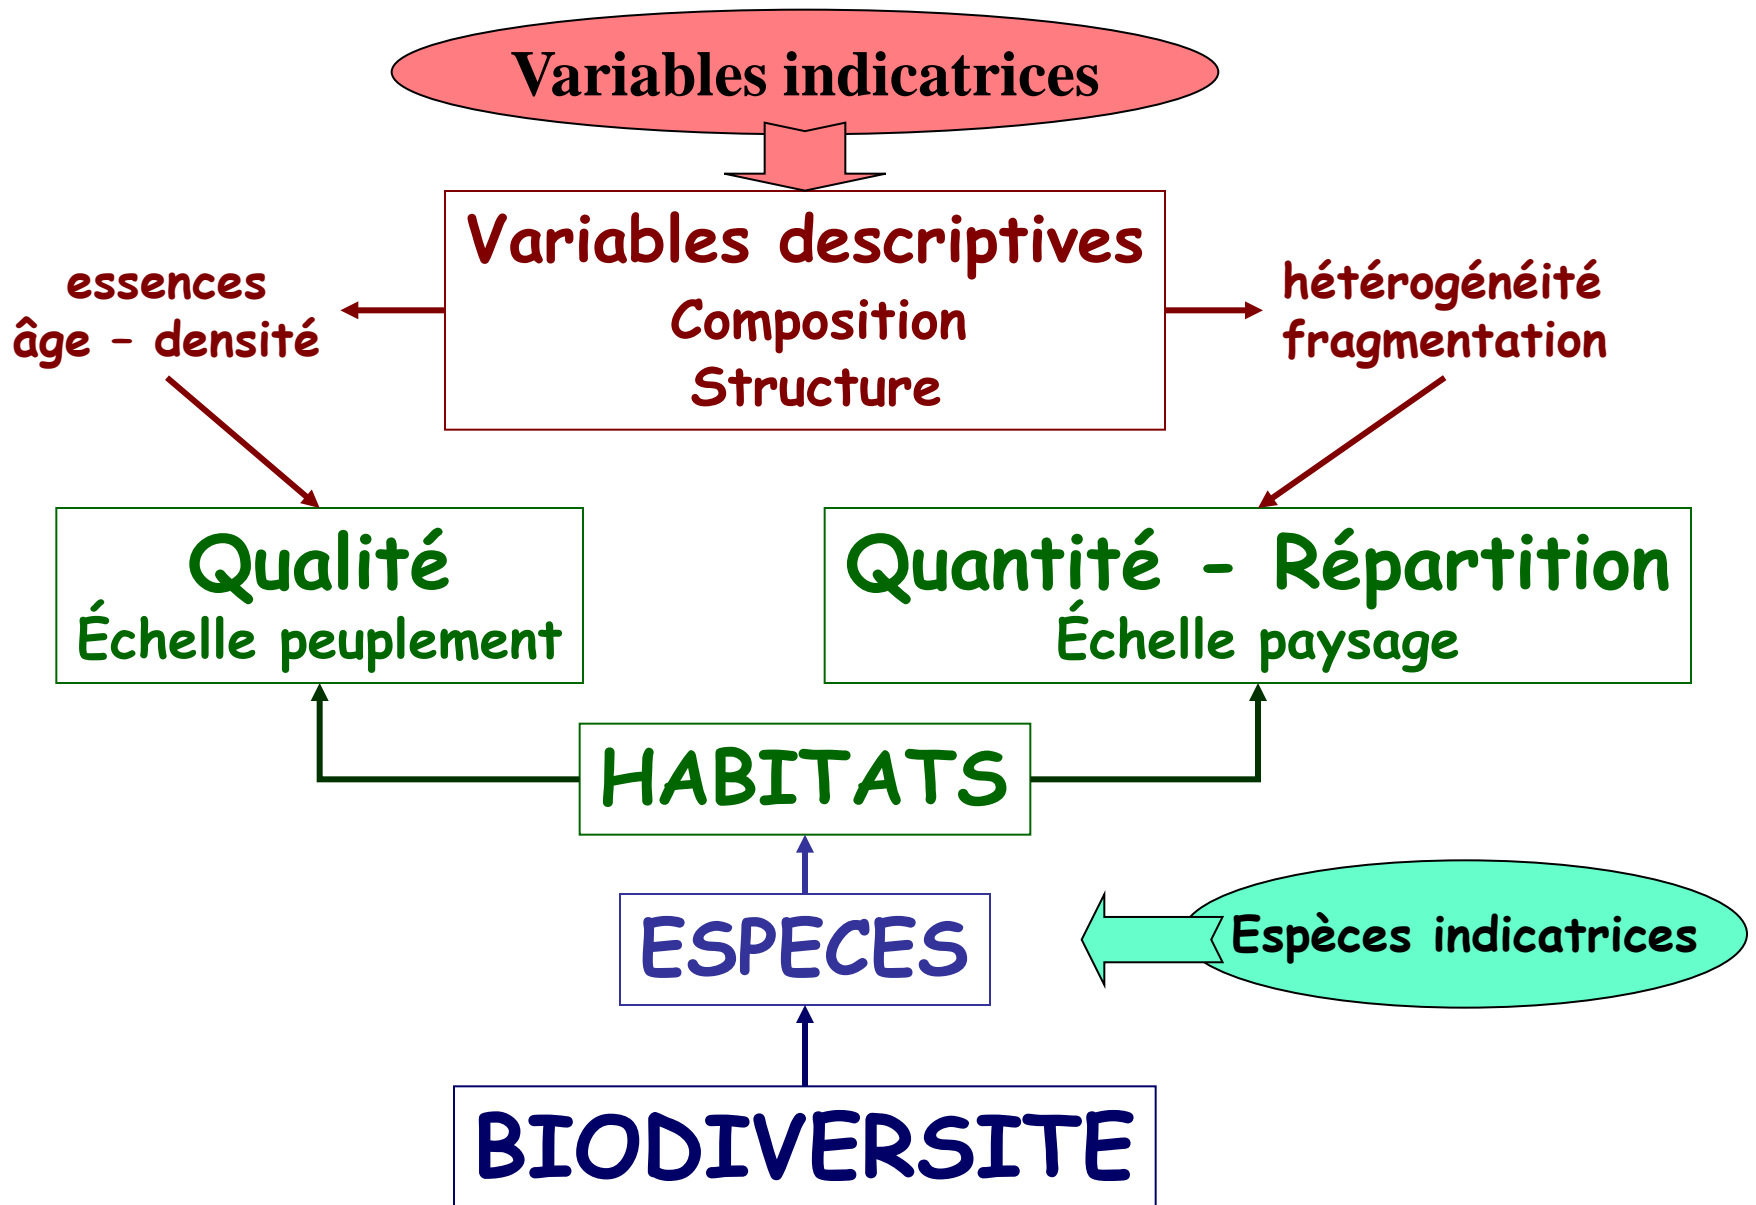 Variables indicatrices
Variables descriptives
Composition
Structure
essences
âge – densité
hétérogénéité
fragmentation
Qualité
Échelle peuplement
Quantité - Répartition
Échelle paysage
HABITATS
ESPECES
Espèces indicatrices
BIODIVERSITE